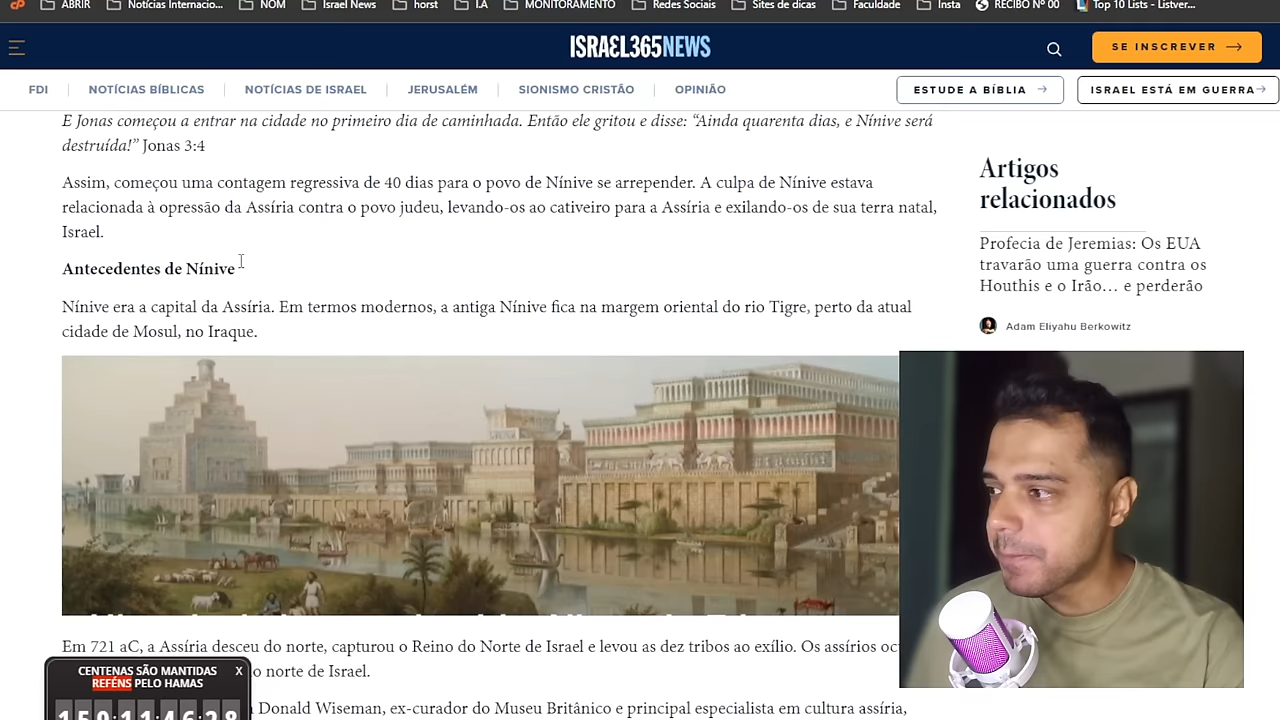 ABRIR
Notícias Internacio...
NOM
Israel News
horst
I.A
MONITORAMENTO
Redes Sociais
Sites de dicas
Faculdade
Insta
RECIBO Nº 00
Top 10 Lists - Listver...
ISRAEL365NEWS
SE INSCREVER
FDI
NOTÍCIAS BÍBLICAS
NOTÍCIAS DE ISRAEL
JERUSALÉM
SIONISMO CRISTÃO
OPINIÃO
ESTUDE A BÍBLIA
ISRAEL ESTÁ EM GUERRA
E Jonas começou a entrar na cidade no primeiro dia de caminhada. Então ele gritou e disse: “Ainda quarenta dias, e Nínive será
destruída!” Jonas 3:4
Assim, começou uma contagem regressiva de 40 dias para o povo de Nínive se arrepender. A culpa de Nínive estava
relacionada à opressão da Assíria contra o povo judeu, levando-os ao cativeiro para a Assíria e exilando-os de sua terra natal,
Israel.
Antecedentes de Nínive
Nínive era a capital da Assíria. Em termos modernos, a antiga Nínive fica na margem oriental do rio Tigre, perto da atual
cidade de Mosul, no Iraque.
Artigos
relacionados
Profecia de Jeremias: Os EUA
travarão uma guerra contra os
Houthis e o Irão... e perderão
Adam Eliyahu Berkowitz
Em 721 aC, a Assíria desceu do norte, capturou o Reino do Norte de Israel e levou as dez tribos ao exílio. Os assírios
o norte de Israel.
Donald Wiseman, ex-curador do Museu Britânico e principal especialista em cultura assíria,
CENTENAS SÃO MANTIDAS X
REFÉNS PELO HAMAS
150:11:46:28